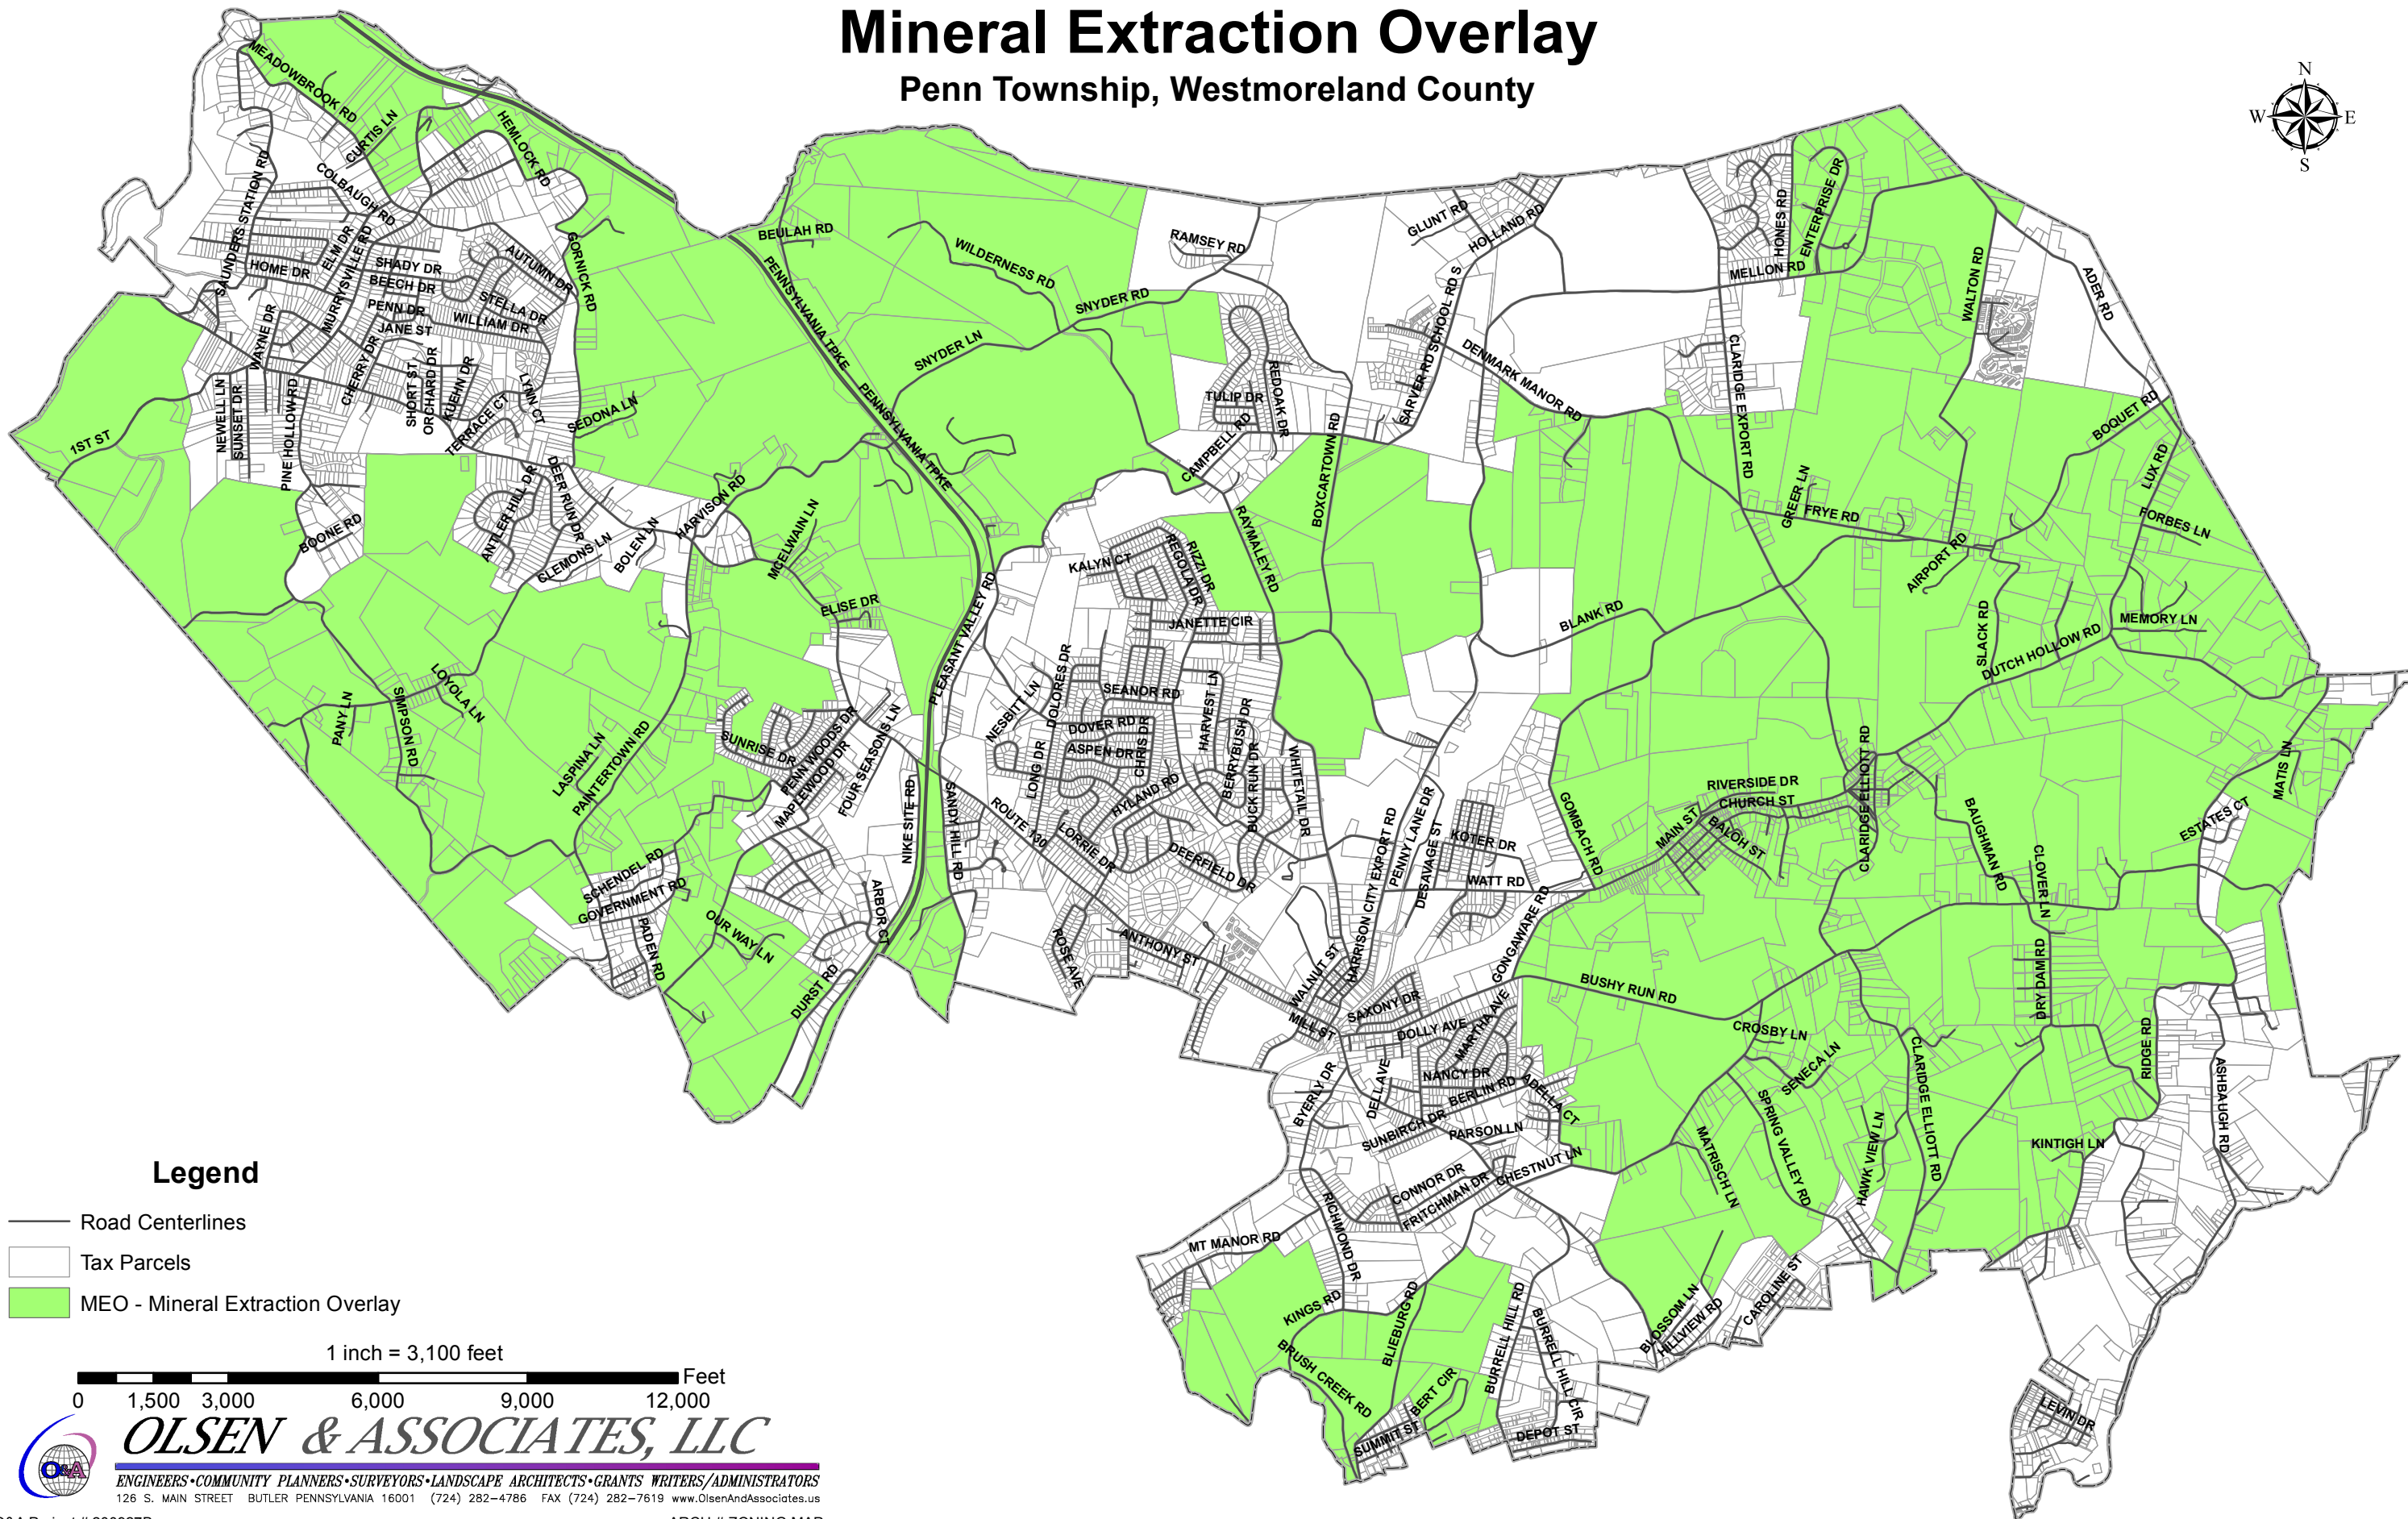 Mineral Extraction Overlay
Penn Township, Westmoreland County
N
W
E
S
MEADOWBROOK RD
CURTIS LN
HEMLOCK RD
COLBAUGH RD
SAUNDERS STATION RD
ELM DR
MURRYSVILLE RD
HOME DR
SHADY DR
BEECH DR
AUTUMN DR
GORNICK RD
PENN DR
STELLA DR
WILLIAM DR
JANE ST
WAYNE DR
CHERRY DR
SHORT ST
ORCHARD DR
KUEHN DR
LYNN CT
TERRACE CT
NEWELL LN
SUNSET DR
PINE HOLLOW RD
1ST ST
SEDONA LN
BOONE RD
ANTLER HILL DR
DEER RUN DR
CLEMONS LN
BOLEN LN
HARVISON RD
MCELWAIN LN
ELISE DR
BEULAH RD
PENNSYLVANIA TPKE
PENNSYLVANIA TPKE
WILDERNESS RD
SNYDER RD
SNYDER LN
RAMSEY RD
GLUNT RD
HOLLAND RD
HONES RD
ENTERPRISE DR
MELLON RD
WALTON RD
ADER RD
TULIP DR
REDOAK DR
CAMPBELL RD
BOXCARTOWN RD
SARVER RD SCHOOL RD S
DENMARK MANOR RD
CLARIDGE EXPORT RD
BOQUET RD
LUX RD
FORBES LN
GREER LN
FRYE RD
AIRPORT RD
SLACK RD
MEMORY LN
DUTCH HOLLOW RD
RAYMALEY RD
KALYN CT
REGOLA DR
RIZZI DR
JANETTE CIR
BLANK RD
PLEASANT VALLEY RD
NESBITT LN
DOLORES DR
SEANOR RD
DOVER RD
ASPEN DR
CHRIS DR
HARVEST LN
BERRYBUSH DR
BUCK RUN DR
WHITETAIL DR
LONG DR
HYLAND RD
LORRIE DR
DEERFIELD DR
PANY LN
SIMPSON RD
LOYOLA LN
LASPINA LN
PAINTERTOWN RD
SUNRISE DR
PENN WOODS DR
MAPLEWOOD DR
FOUR SEASONS LN
NIKE SITE RD
SANDY HILL RD
ROUTE 130
SCHENDEL RD
GOVERNMENT RD
PADEN RD
OUR WAY LN
ARBOR CT
DURST RD
ROSE AVE
ANTHONY ST
WALNUT ST
MILL ST
HARRISON CITY EXPORT RD
PENNY LANE DR
DESAVAGE ST
KOTER DR
WATT RD
GOMBACH RD
GONGAWARE RD
MAIN ST
BALOH ST
RIVERSIDE DR
CHURCH ST
CLARIDGE ELLIOTT RD
BAUGHMAN RD
CLOVER LN
DRY DAM RD
ESTATES CT
MATIS LN
BUSHY RUN RD
SAXONY DR
DOLLY AVE
MARTHA AVE
NANCY DR
BERLIN RD
ADELLA CT
DELL AVE
BYERLY DR
SUNBIRCH DR
PARSON LN
CHESTNUT LN
CONNOR DR
FRITCHMAN DR
RICHMOND DR
MT MANOR RD
CROSBY LN
SENECA LN
SPRING VALLEY RD
MATRISCH LN
HAWK VIEW LN
CLARIDGE ELLIOTT RD
RIDGE RD
ASHBAUGH RD
KINTIGH LN
KINGS RD
BLIEBURG RD
BRUSH CREEK RD
BERT CIR
SUMMIT ST
BURRELL HILL RD
BURRELL HILL CIR
DEPOT ST
BLOSSOM LN
HILLVIEW RD
CAROLINE ST
LEVIN DR
Legend
Road Centerlines
Tax Parcels
MEO - Mineral Extraction Overlay
1 inch = 3,100 feet
Feet
0 1,500 3,000 6,000 9,000 12,000
O&A
OLSEN & ASSOCIATES, LLC
ENGINEERS•COMMUNITY PLANNERS•SURVEYORS•LANDSCAPE ARCHITECTS•GRANTS WRITERS/ADMINISTRATORS
126 S. MAIN STREET BUTLER PENNSYLVANIA 16001 (724) 282-4786 FAX (724) 282-7619 www.OlsenAndAssociates.us